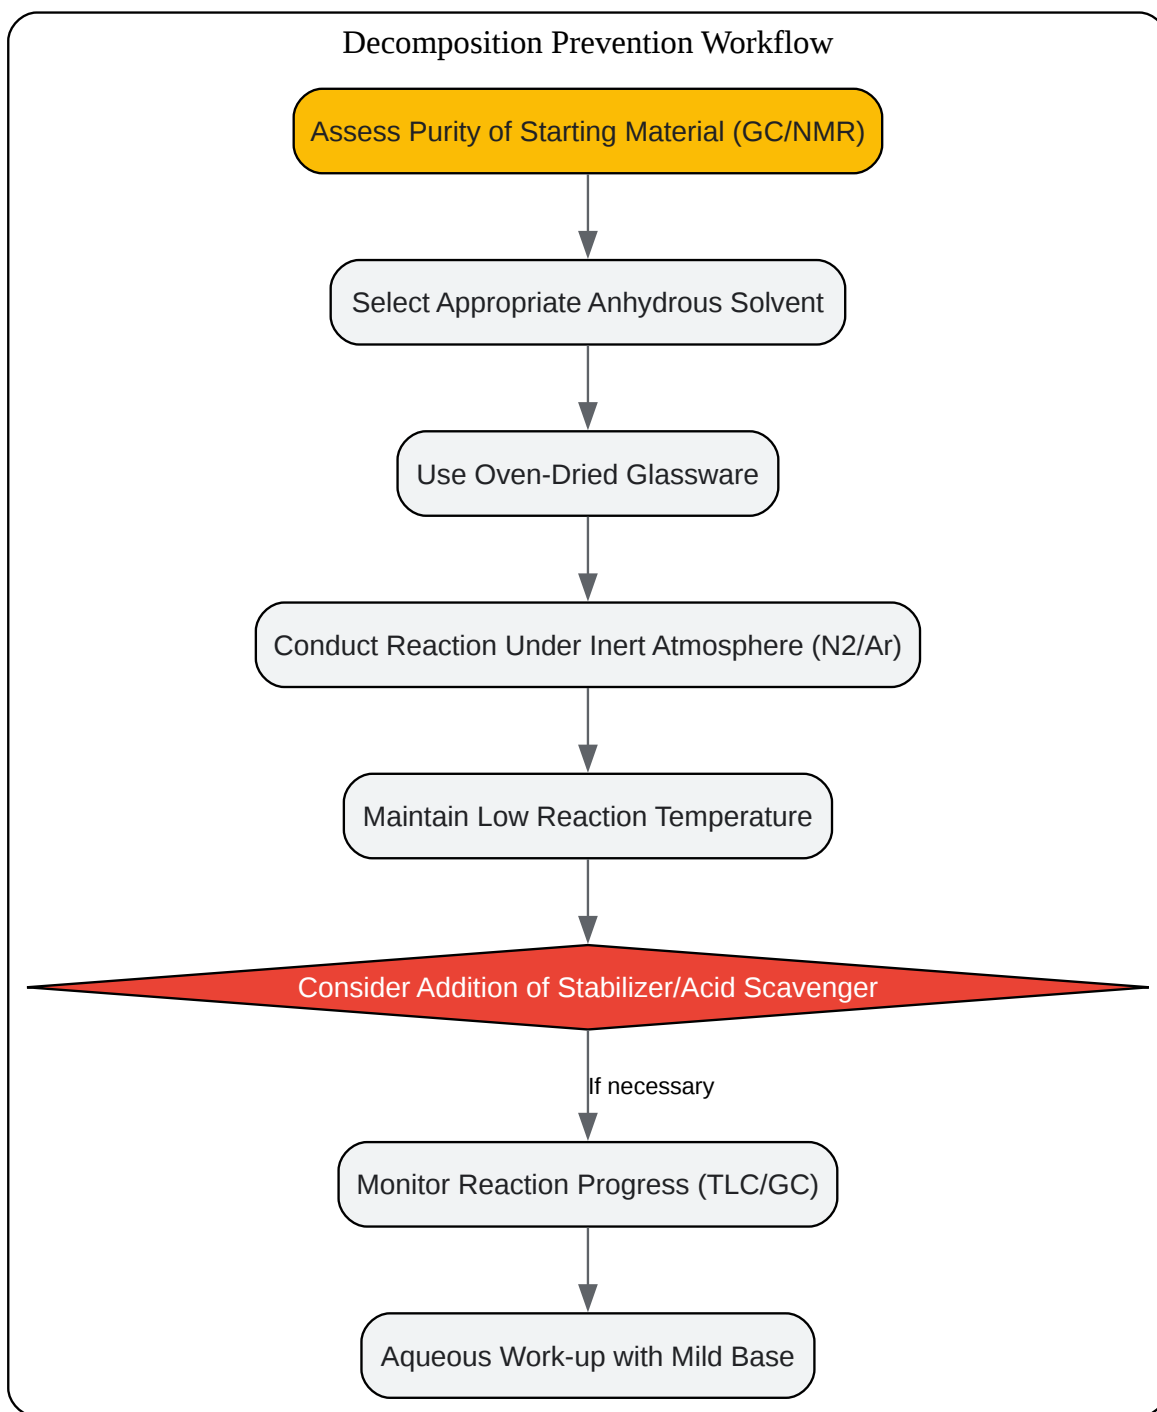 Decomposition Prevention Workflow
Assess Purity of Starting Material (GC/NMR)
Select Appropriate Anhydrous Solvent
Use Oven-Dried Glassware
Conduct Reaction Under Inert Atmosphere (N2/Ar)
Maintain Low Reaction Temperature
Consider Addition of Stabilizer/Acid Scavenger
If necessary
Monitor Reaction Progress (TLC/GC)
Aqueous Work-up with Mild Base